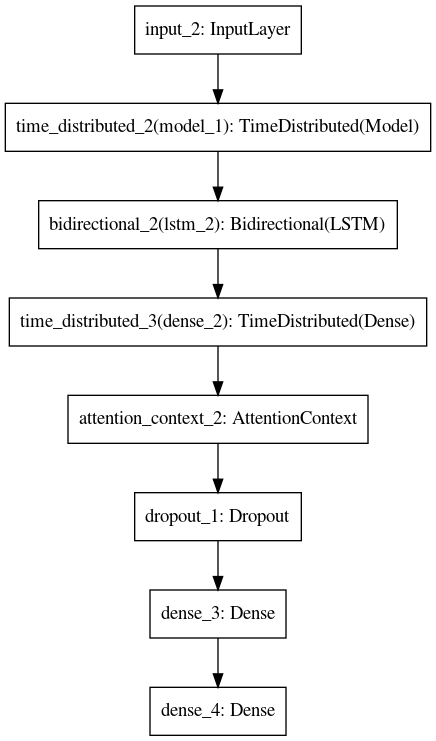 input_2: InputLayer
time_distributed_2(model_1): TimeDistributed(Model)
bidirectional_2(lstm_2): Bidirectional(LSTM)
time_distributed_3(dense_2): TimeDistributed(Dense)
attention_context_2: AttentionContext
dropout_1: Dropout
dense_3: Dense
dense_4: Dense